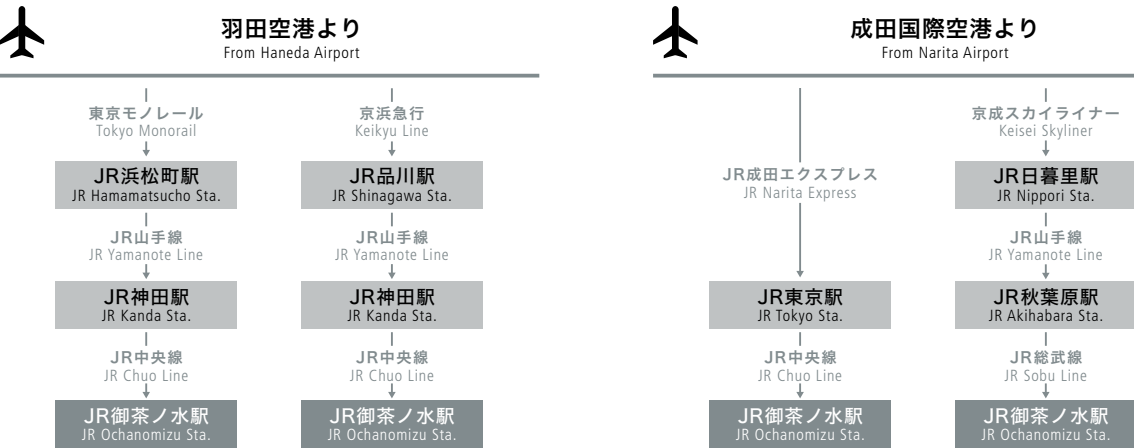 羽田空港より
From Haneda Airport
東京モノレール
Tokyo Monorail
JR浜松町駅
JR Hamamatsucho Sta.
JR山手線
JR Yamanote Line
JR神田駅
JR Kanda Sta.
JR中央線
JR Chuo Line
JR御茶ノ水駅
JR Ochanomizu Sta.
京浜急行
Keikyu Line
JR品川駅
JR Shinagawa Sta.
JR山手線
JR Yamanote Line
JR神田駅
JR Kanda Sta.
JR中央線
JR Chuo Line
JR御茶ノ水駅
JR Ochanomizu Sta.
成田国際空港より
From Narita Airport
JR成田エクスプレス
JR Narita Express
JR東京駅
JR Tokyo Sta.
JR中央線
JR Chuo Line
JR御茶ノ水駅
JR Ochanomizu Sta.
京成スカイライナー
Keisei Skyliner
JR日暮里駅
JR Nippori Sta.
JR山手線
JR Yamanote Line
JR秋葉原駅
JR Akihabara Sta.
JR総武線
JR Sobu Line
JR御茶ノ水駅
JR Ochanomizu Sta.